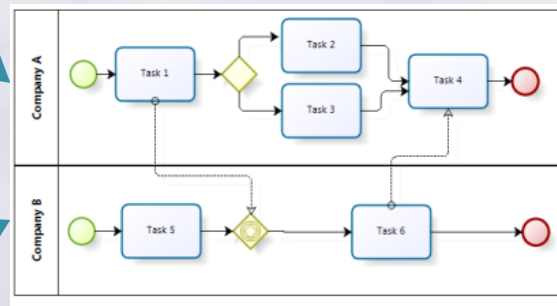 Company A
Task 1
Task 2
Task 3
Task 4
Company B
Task 5
Task 6